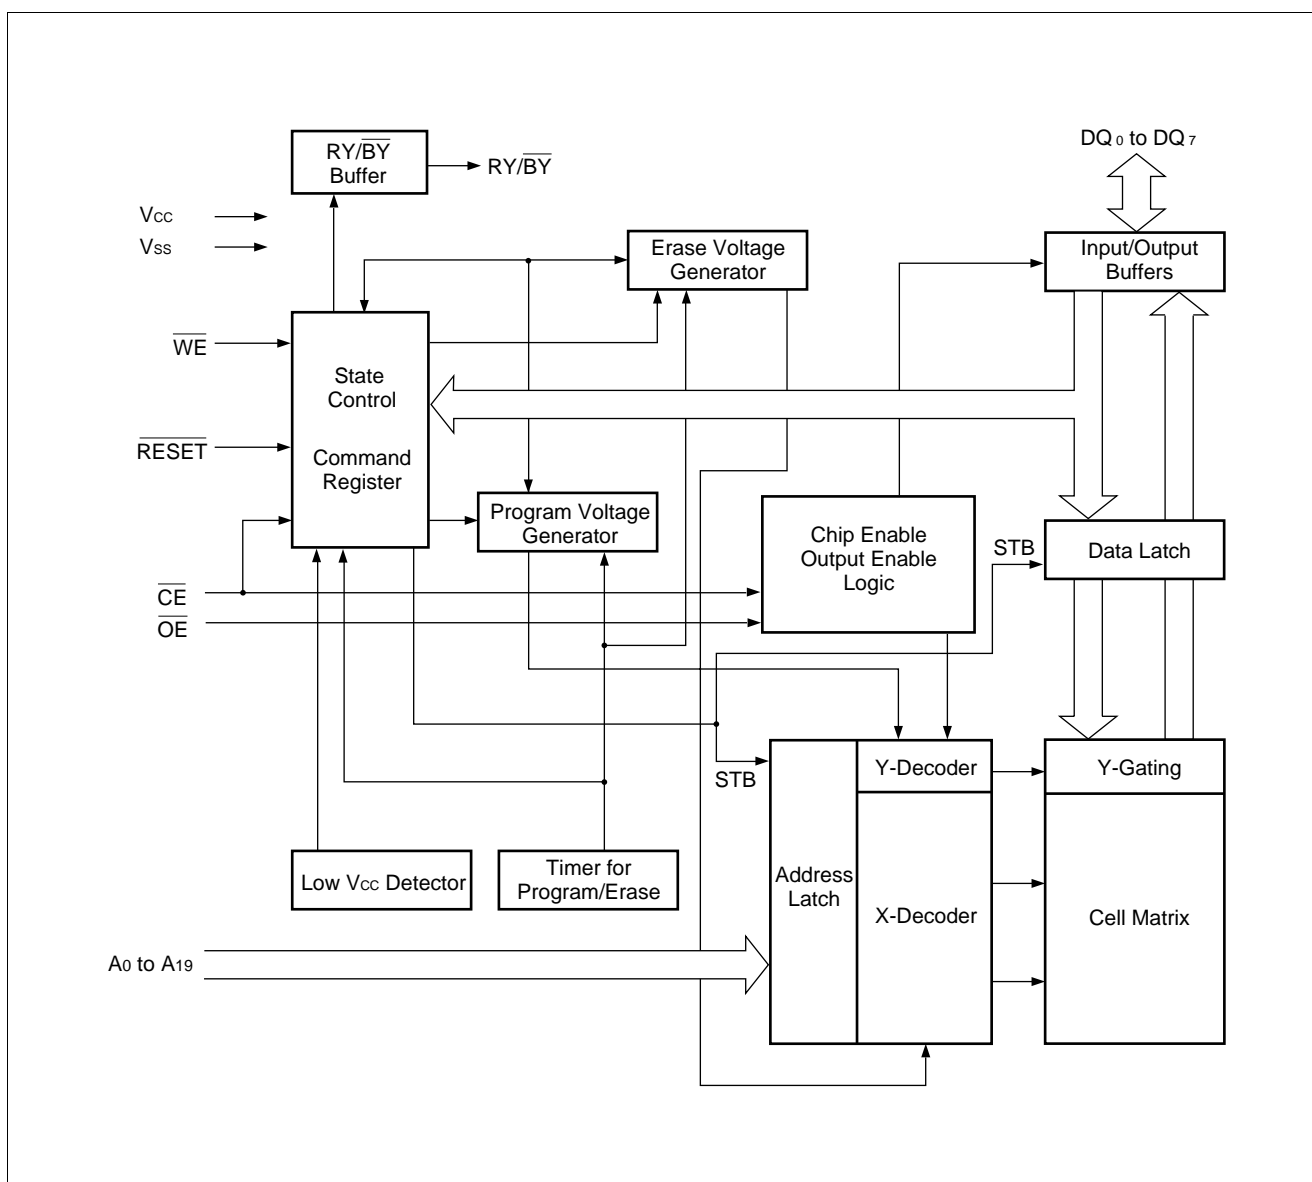 RY/BY
Buffer
RY/BY
DQ0 to DQ7
VCC
VSS
Erase Voltage
Generator
Input/Output
Buffers
WE
State
Control
RESET
Command
Register
Program Voltage
Generator
Chip Enable
Output Enable
Logic
STB
Data Latch
CE
OE
STB
Y-Decoder
Y-Gating
Low VCC Detector
Timer for
Program/Erase
Address
Latch
X-Decoder
Cell Matrix
A0 to A19